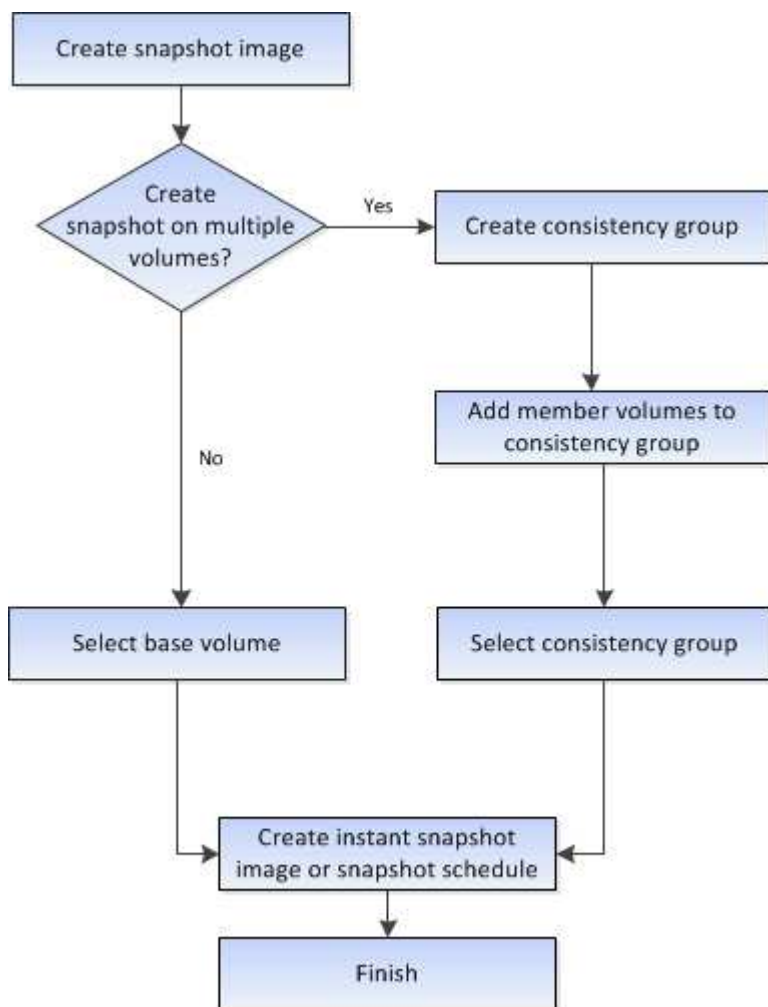 Create snapshot image
Create
snapshot on multiple
volumes?
Yes
Create consistency group
Add member volumes to
consistency group
No
Select base volume
Select consistency group
Create instant snapshot
image or snapshot schedule
Finish